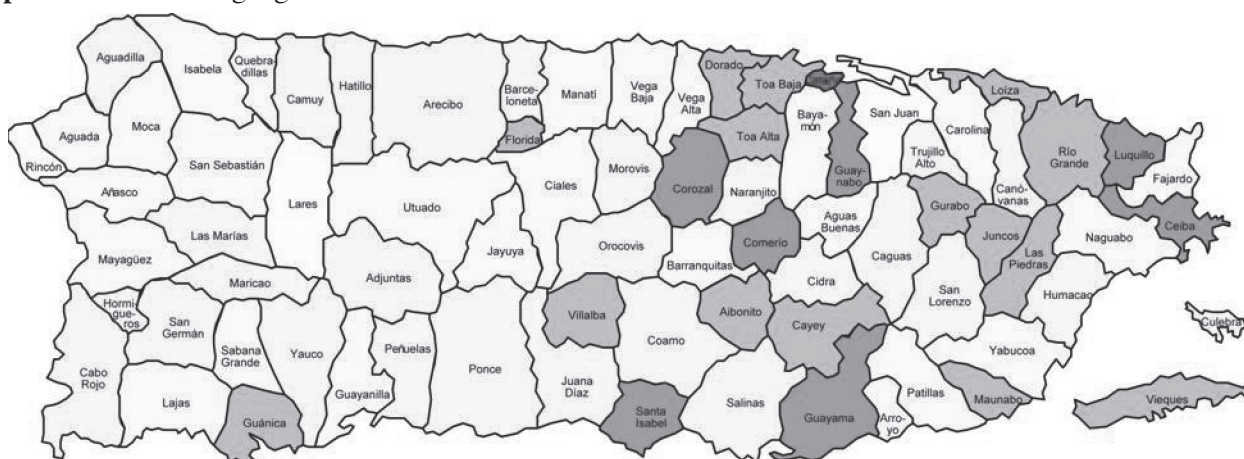 Aguadilla
Isabela
Quebra-
dillas
Camuy
Hatillo
Arecibo
Barce-
loneta
Manatí
Vega
Baja
Vega
Alta
Dorado
Toa Baja
Loiza
Aguada
Moca
Rincón
San Sebastián
Florida
Ciales
Morovis
Toa Alta
Baya-
món
San Juan
Trujillo
Alto
Carolina
Río
Grande
Luquillo
Fajardo
Añasco
Lares
Utuado
Corozal
Naranjito
Guay-
nabo
Canó-
vanas
Gurabo
Ceiba
Las Marías
Mayagüez
Maricao
Adjuntas
Jayuya
Orocovis
Barranquitas
Comerío
Aguas
Buenas
Caguas
Juncos
Las
Piedras
Naguabo
Cidra
San
Lorenzo
Humacao
Hormi-
gue-
ros
San
Germán
Sabana
Grande
Yauco
Peñuelas
Villalba
Coamo
Aibonito
Cayey
Culebra
Cabo
Rojo
Lajas
Guánica
Guayanilla
Ponce
Juana
Díaz
Santa
Isabel
Salinas
Guayama
Arro-
yo
Patillas
Yabucoa
Maunabo
Vieques